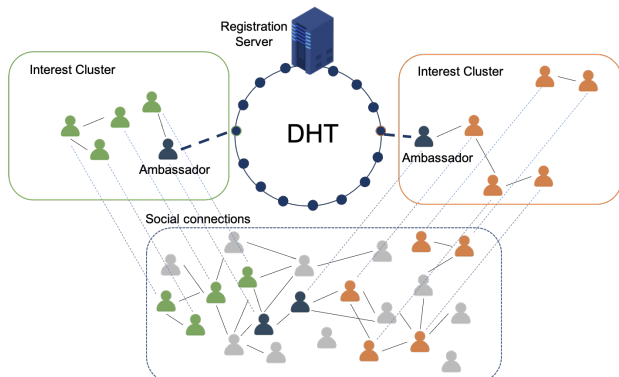 Registration
Server
Interest Cluster
Interest Cluster
DHT
Ambassador
Ambassador
Social connections